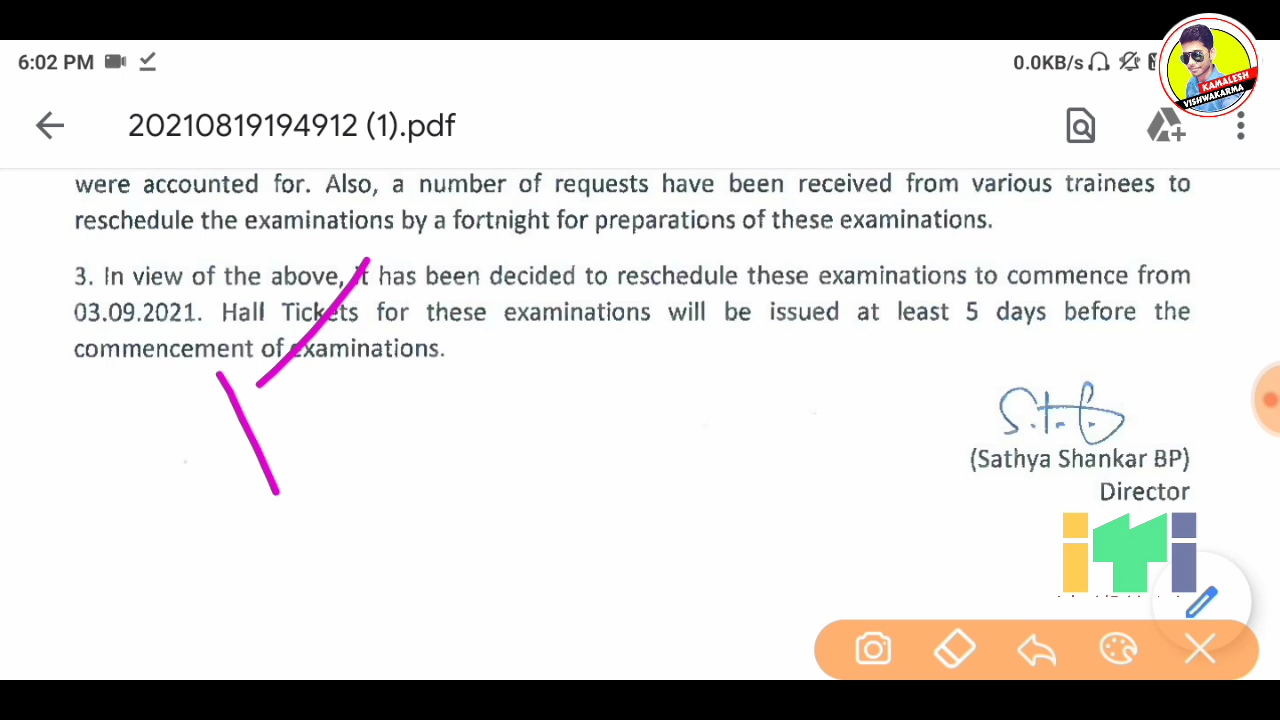 6:02 PM
0.0KB/s
KAMALESH
VISHWAKARMA
20210819194912 (1).pdf
were accounted for. Also, a number of requests have been received from various trainees to
reschedule the examinations by a fortnight for preparations of these examinations.
3. In view of the above, it has been decided to reschedule these examinations to commence from
03.09.2021. Hall Tickets for these examinations will be issued at least 5 days before the
commencement of examinations.
(Sathya Shankar BP)
Director
iTi